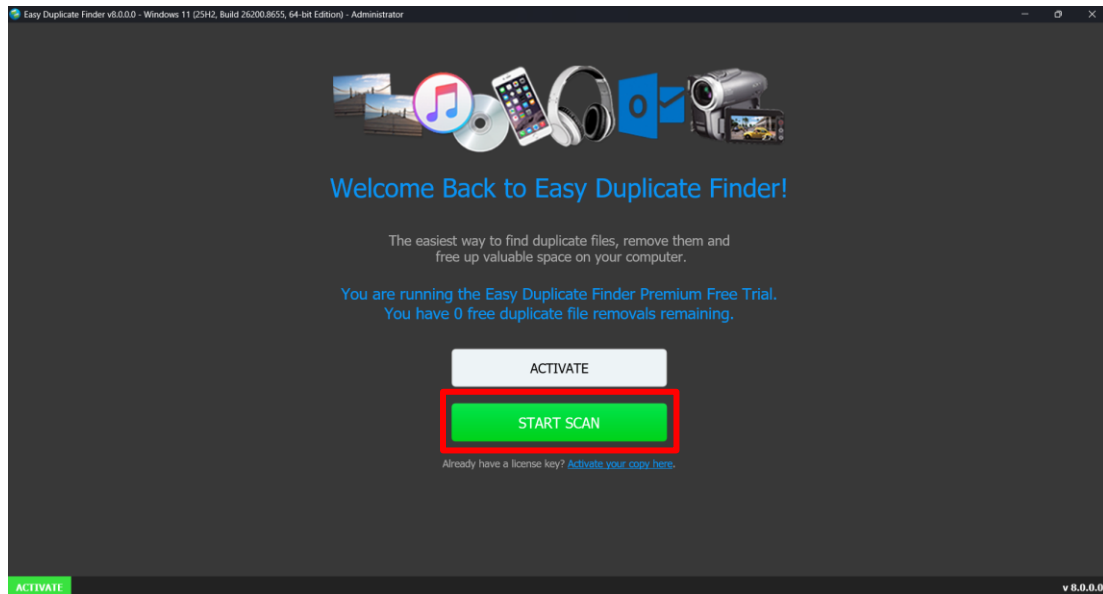 Easy Duplicate Finder v8.0.0.0 - Windows 11 (25H2, Build 26200.8655, 64-bit Edition) - Administrator
Welcome Back to Easy Duplicate Finder!
The easiest way to find duplicate files, remove them and
free up valuable space on your computer.
You are running the Easy Duplicate Finder Premium Free Trial.
You have 0 free duplicate file removals remaining.
ACTIVATE
START SCAN
Already have a license key? Activate your copy here.
ACTIVATE
v 8.0.0.0